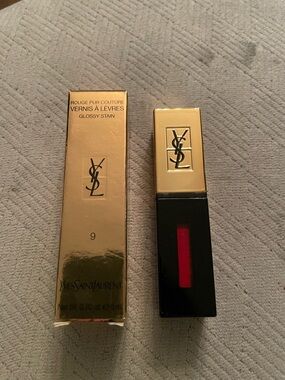 ROUGE PUR COUTURE
VERNIS À LÈVRES
GLOSSY STAIN
YSL
9
YVESSAINTLAURENT
YSL